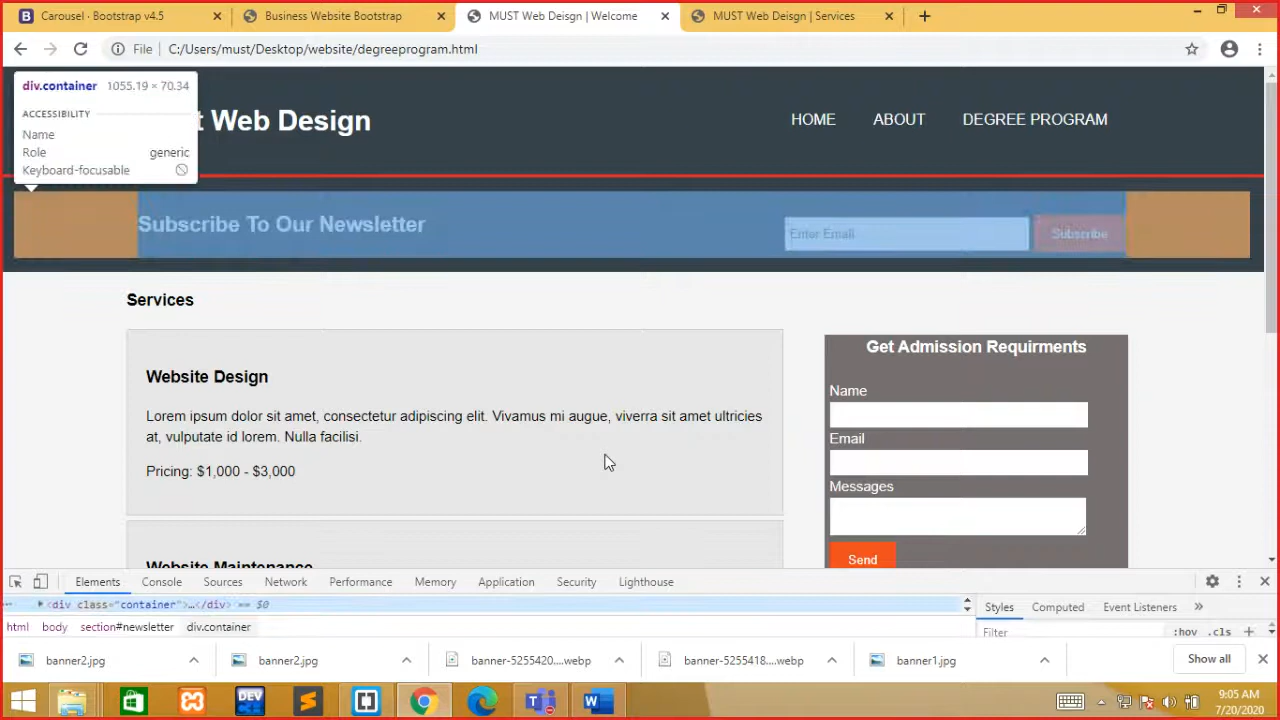 Carousel · Bootstrap v4.5
Business Website Bootstrap
MUST Web Deisgn | Welcome
MUST Web Deisgn | Services
File
C:/Users/must/Desktop/website/degreeprogram.html
div.container 1055.19 × 70.34
ACCESSIBILITY
Name
Role generic
Keyboard-focusable
t Web Design
HOME ABOUT DEGREE PROGRAM
Subscribe To Our Newsletter
Enter Email
Subscribe
Services
Website Design
Lorem ipsum dolor sit amet, consectetur adipiscing elit. Vivamus mi augue, viverra sit amet ultricies
at, vulputate id lorem. Nulla facilisi.
Pricing: $1,000 - $3,000
Website Maintenance
Get Admission Requirments
Name
Email
Messages
Send
Elements Console Sources Network Performance Memory Application Security Lighthouse
<div class="container">…</div> == $0
Styles Computed Event Listeners »
html body section#newsletter div.container
Filter :hov .cls +
banner2.jpg
banner2.jpg
banner-5255420....webp
banner-5255418....webp
banner1.jpg
Show all
DEV
W
9:05 AM
7/20/2020